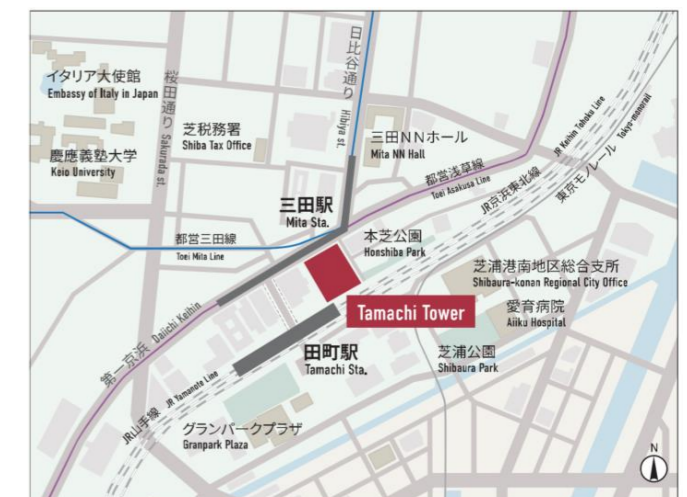 日比谷通り
Hibiya st.
イタリア大使館
Embassy of Italy in Japan
桜田通り
Sakurada st.
芝税務署
Shiba Tax Office
三田NNホール
Mita NN Hall
JR Keihin Tohoku Line
Tokyo-monorail
慶應義塾大学
Keio University
都営浅草線
Toei Asakusa Line
JR京浜東北線
東京モノレール
三田駅
Mita Sta.
本芝公園
Honshiba Park
都営三田線
Toei Mita Line
芝浦港南地区総合支所
Shibaura-konan Regional City Office
Tamachi Tower
愛育病院
Aiiku Hospital
第一京浜
Daiichi Keihin
田町駅
Tamachi Sta.
芝浦公園
Shibaura Park
JR山手線
JR Yamanote Line
グランパークプラザ
Granpark Plaza
N